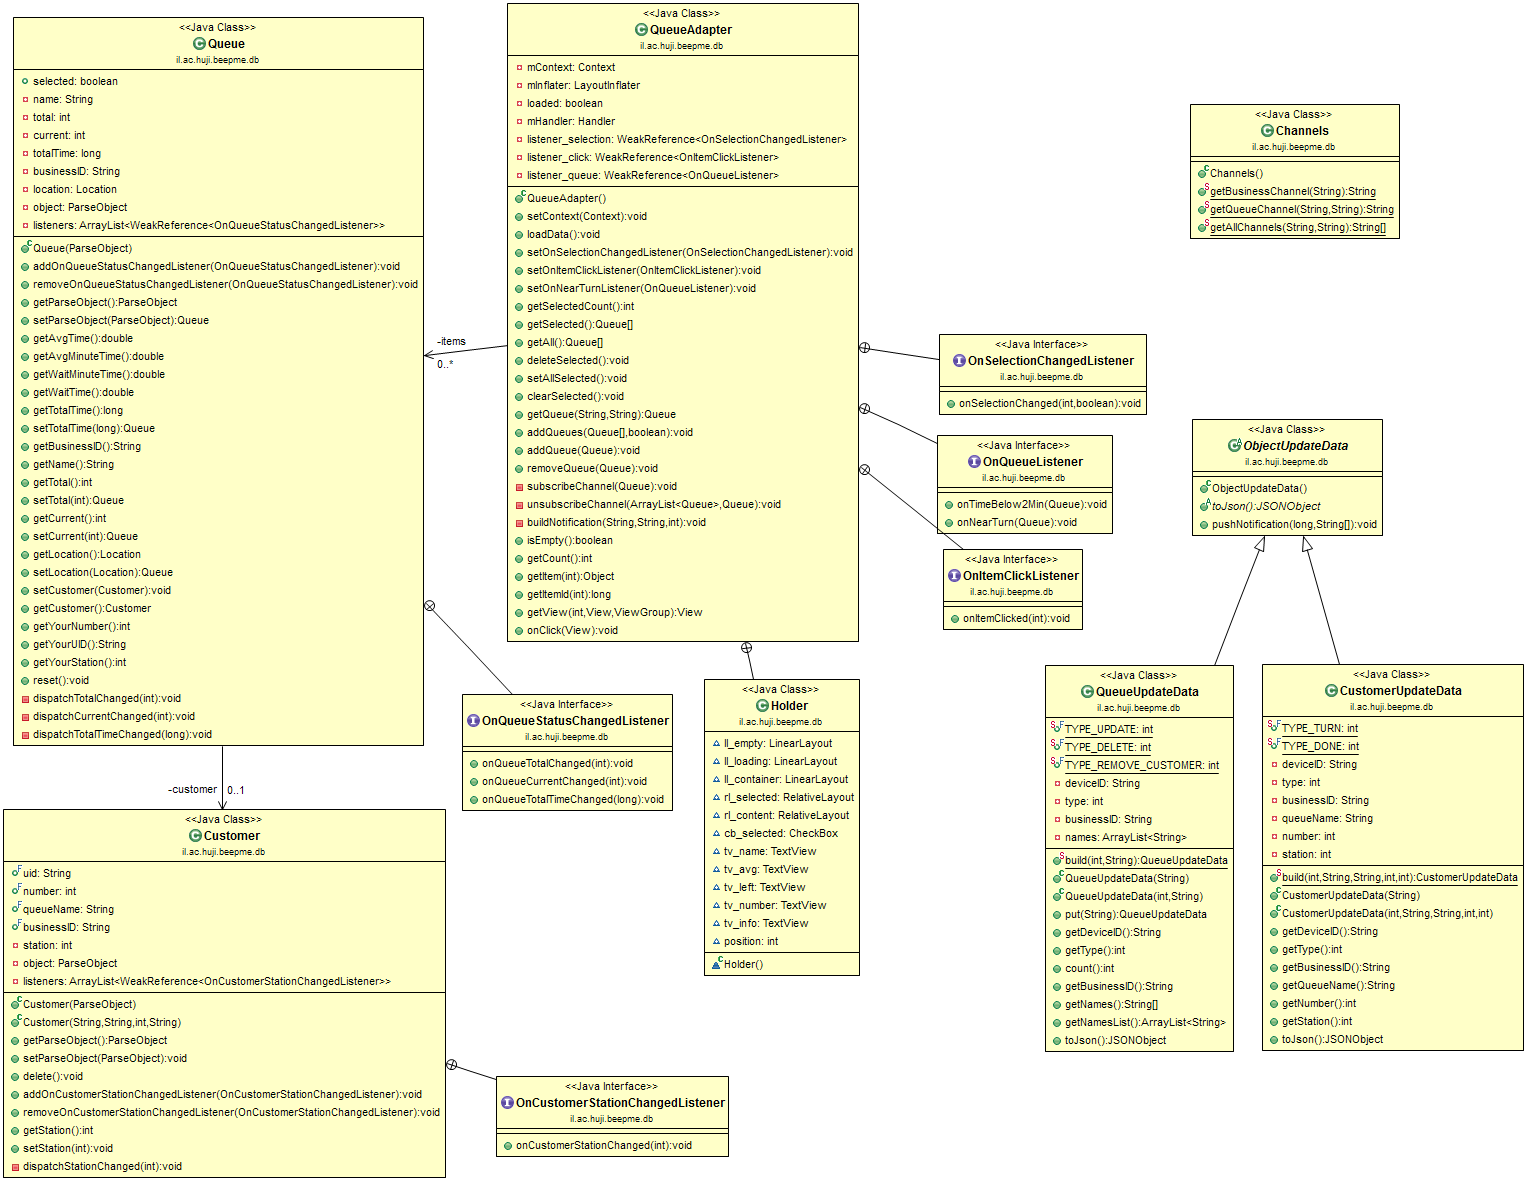 <<Java Class>>
Queue
il.ac.huji.beepme.db
selected: boolean
name: String
total: int
current: int
totalTime: long
businessID: String
location: Location
object: ParseObject
listeners: ArrayList<WeakReference<OnQueueStatusChangedListener>>
Queue(ParseObject)
addOnQueueStatusChangedListener(OnQueueStatusChangedListener):void
removeOnQueueStatusChangedListener(OnQueueStatusChangedListener):void
getParseObject():ParseObject
setParseObject(ParseObject):Queue
getAvgTime():double
getAvgMinuteTime():double
getWaitMinuteTime():double
getWaitTime():double
getTotalTime():long
setTotalTime(long):Queue
getBusinessID():String
getName():String
getTotal():int
setTotal(int):Queue
getCurrent():int
setCurrent(int):Queue
getLocation():Location
setLocation(Location):Queue
setCustomer(Customer):void
getCustomer():Customer
getYourNumber():int
getYourUID():String
getYourStation():int
reset():void
dispatchTotalChanged(int):void
dispatchCurrentChanged(int):void
dispatchTotalTimeChanged(long):void
-items
0..*
<<Java Class>>
QueueAdapter
il.ac.huji.beepme.db
mContext: Context
mInflater: LayoutInflater
loaded: boolean
mHandler: Handler
listener_selection: WeakReference<OnSelectionChangedListener>
listener_click: WeakReference<OnItemClickListener>
listener_queue: WeakReference<OnQueueListener>
QueueAdapter()
setContext(Context):void
loadData():void
setOnSelectionChangedListener(OnSelectionChangedListener):void
setOnItemClickListener(OnItemClickListener):void
setOnNearTurnListener(OnQueueListener):void
getSelectedCount():int
getSelected():Queue[]
getAll():Queue[]
deleteSelected():void
setAllSelected():void
clearSelected():void
getQueue(String,String):Queue
addQueues(Queue[],boolean):void
addQueue(Queue):void
removeQueue(Queue):void
subscribeChannel(Queue):void
unsubscribeChannel(ArrayList<Queue>,Queue):void
buildNotification(String,String,int):void
isEmpty():boolean
getCount():int
getItem(int):Object
getItemId(int):long
getView(int,View,ViewGroup):View
onClick(View):void
<<Java Class>>
Channels
il.ac.huji.beepme.db
Channels()
getBusinessChannel(String):String
getQueueChannel(String,String):String
getAllChannels(String,String):String[]
<<Java Interface>>
OnSelectionChangedListener
il.ac.huji.beepme.db
onSelectionChanged(int,boolean):void
<<Java Interface>>
OnQueueListener
il.ac.huji.beepme.db
onTimeBelow2Min(Queue):void
onNearTurn(Queue):void
<<Java Interface>>
OnItemClickListener
il.ac.huji.beepme.db
onItemClicked(int):void
<<Java Class>>
ObjectUpdateData
il.ac.huji.beepme.db
ObjectUpdateData()
toJson():JSONObject
pushNotification(long,String[]):void
<<Java Interface>>
OnQueueStatusChangedListener
il.ac.huji.beepme.db
onQueueTotalChanged(int):void
onQueueCurrentChanged(int):void
onQueueTotalTimeChanged(long):void
<<Java Class>>
Holder
il.ac.huji.beepme.db
ll_empty: LinearLayout
ll_loading: LinearLayout
ll_container: LinearLayout
rl_selected: RelativeLayout
rl_content: RelativeLayout
cb_selected: CheckBox
tv_name: TextView
tv_avg: TextView
tv_left: TextView
tv_number: TextView
tv_info: TextView
position: int
Holder()
<<Java Class>>
QueueUpdateData
il.ac.huji.beepme.db
TYPE_UPDATE: int
TYPE_DELETE: int
TYPE_REMOVE_CUSTOMER: int
deviceID: String
type: int
businessID: String
names: ArrayList<String>
build(int,String):QueueUpdateData
QueueUpdateData(String)
QueueUpdateData(int,String)
put(String):QueueUpdateData
getDeviceID():String
getType():int
count():int
getBusinessID():String
getNames():String[]
getNamesList():ArrayList<String>
toJson():JSONObject
<<Java Class>>
CustomerUpdateData
il.ac.huji.beepme.db
TYPE_TURN: int
TYPE_DONE: int
deviceID: String
type: int
businessID: String
queueName: String
number: int
station: int
build(int,String,String,int,int):CustomerUpdateData
CustomerUpdateData(String)
CustomerUpdateData(int,String,String,int,int)
getDeviceID():String
getType():int
getBusinessID():String
getQueueName():String
getNumber():int
getStation():int
toJson():JSONObject
-customer
0..1
<<Java Class>>
Customer
il.ac.huji.beepme.db
uid: String
number: int
queueName: String
businessID: String
station: int
object: ParseObject
listeners: ArrayList<WeakReference<OnCustomerStationChangedListener>>
Customer(ParseObject)
Customer(String,String,int,String)
getParseObject():ParseObject
setParseObject(ParseObject):void
delete():void
addOnCustomerStationChangedListener(OnCustomerStationChangedListener):void
removeOnCustomerStationChangedListener(OnCustomerStationChangedListener):void
getStation():int
setStation(int):void
dispatchStationChanged(int):void
<<Java Interface>>
OnCustomerStationChangedListener
il.ac.huji.beepme.db
onCustomerStationChanged(int):void